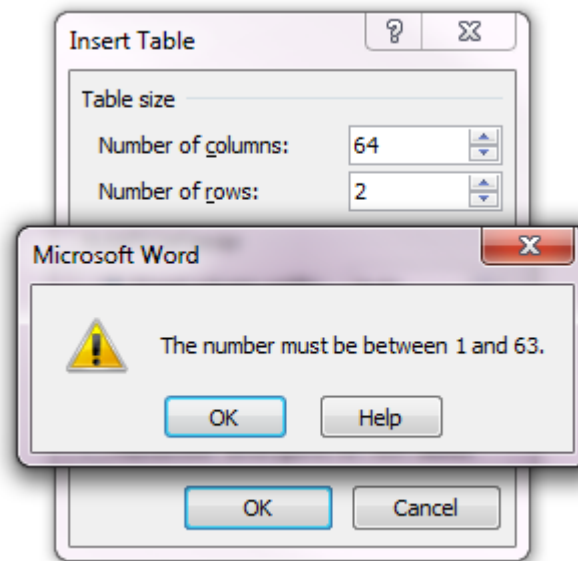 Insert Table
Table size
Number of columns: 64
Number of rows: 2
Microsoft Word
The number must be between 1 and 63.
OK Help
OK Cancel